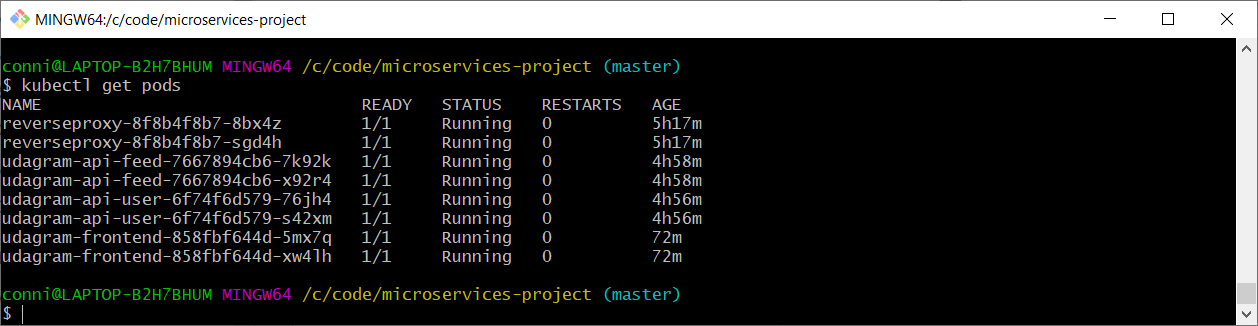 MINGW64:/c/code/microservices-project
conni@LAPTOP-B2H7BHUM MINGW64 /c/code/microservices-project (master)
$ kubectl get pods
NAME READY STATUS RESTARTS AGE
reverseproxy-8f8b4f8b7-8bx4z 1/1 Running 0 5h17m
reverseproxy-8f8b4f8b7-sgd4h 1/1 Running 0 5h17m
udagram-api-feed-7667894cb6-7k92k 1/1 Running 0 4h58m
udagram-api-feed-7667894cb6-x92r4 1/1 Running 0 4h58m
udagram-api-user-6f74f6d579-76jh4 1/1 Running 0 4h56m
udagram-api-user-6f74f6d579-s42xm 1/1 Running 0 4h56m
udagram-frontend-858fbf644d-5mx7q 1/1 Running 0 72m
udagram-frontend-858fbf644d-xw4lh 1/1 Running 0 72m
conni@LAPTOP-B2H7BHUM MINGW64 /c/code/microservices-project (master)
$